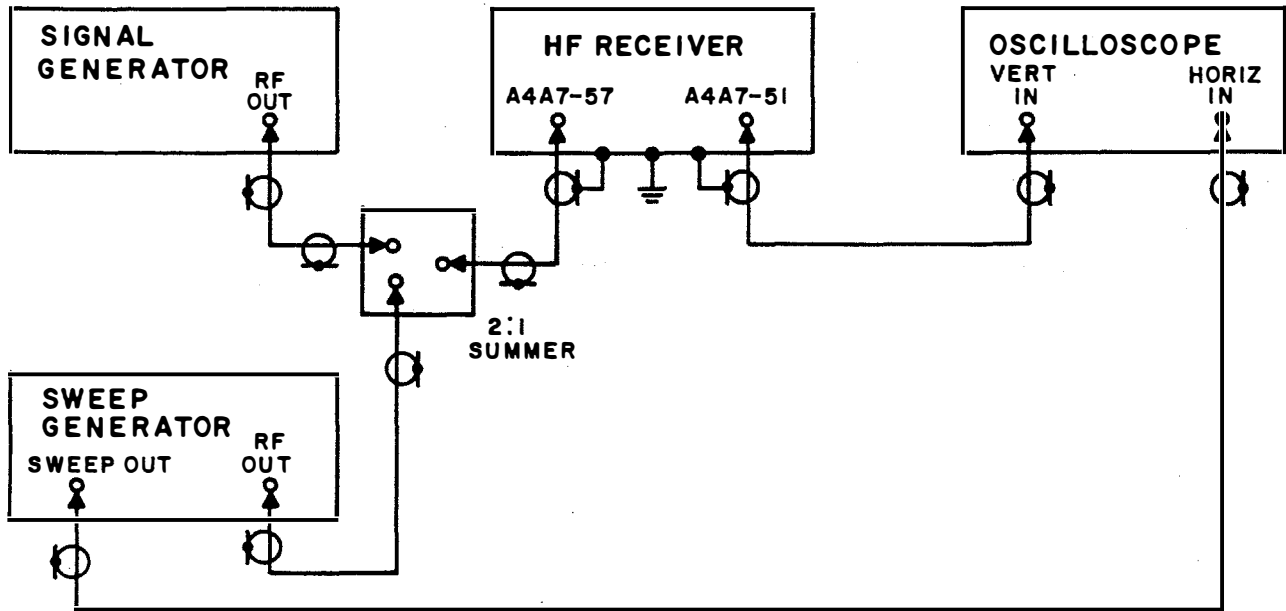 SIGNAL
GENERATOR
RF
OUT
HF RECEIVER
A4A7-57
A4A7-51
OSCILLOSCOPE
VERT
IN
HORIZ
IN
2:1
SUMMER
SWEEP
GENERATOR
SWEEP OUT
RF
OUT